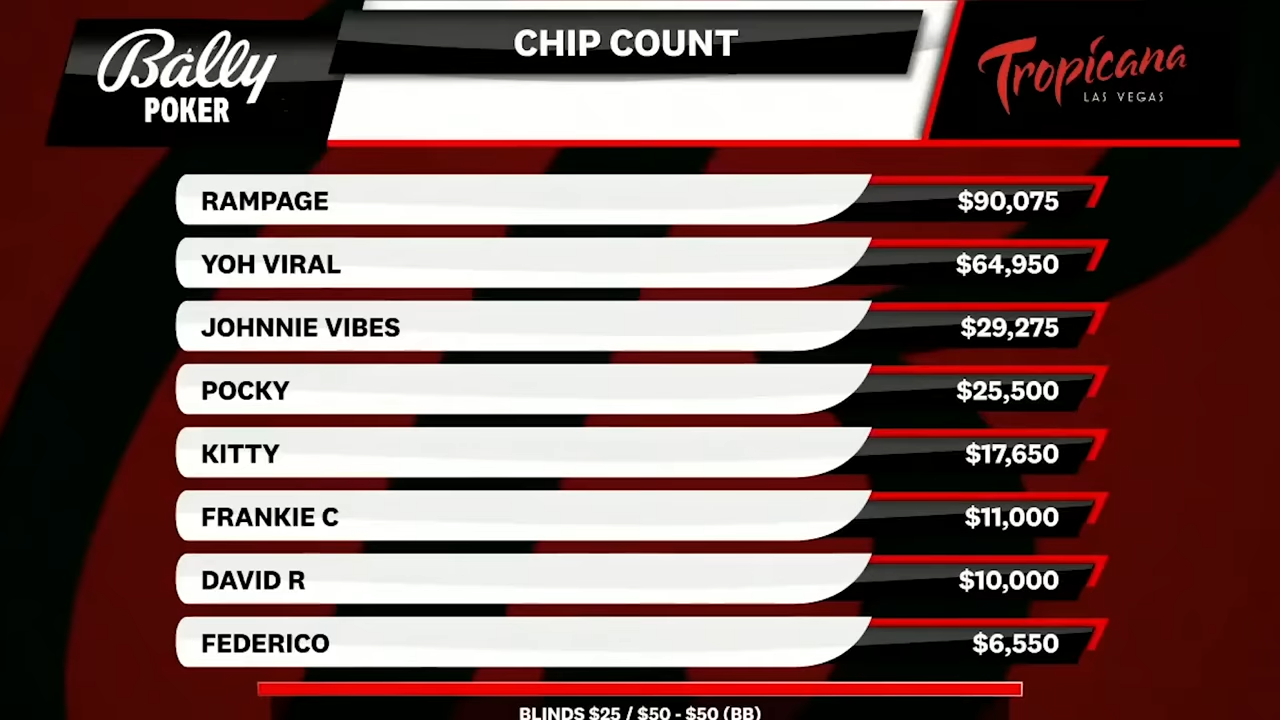 Bally
POKER
CHIP COUNT
Tropicana
LAS VEGAS
RAMPAGE $90,075
YOH VIRAL $64,950
JOHNNIE VIBES $29,275
POCKY $25,500
KITTY $17,650
FRANKIE C $11,000
DAVID R $10,000
FEDERICO $6,550
BLINDS $25 / $50 - $50 (BB)